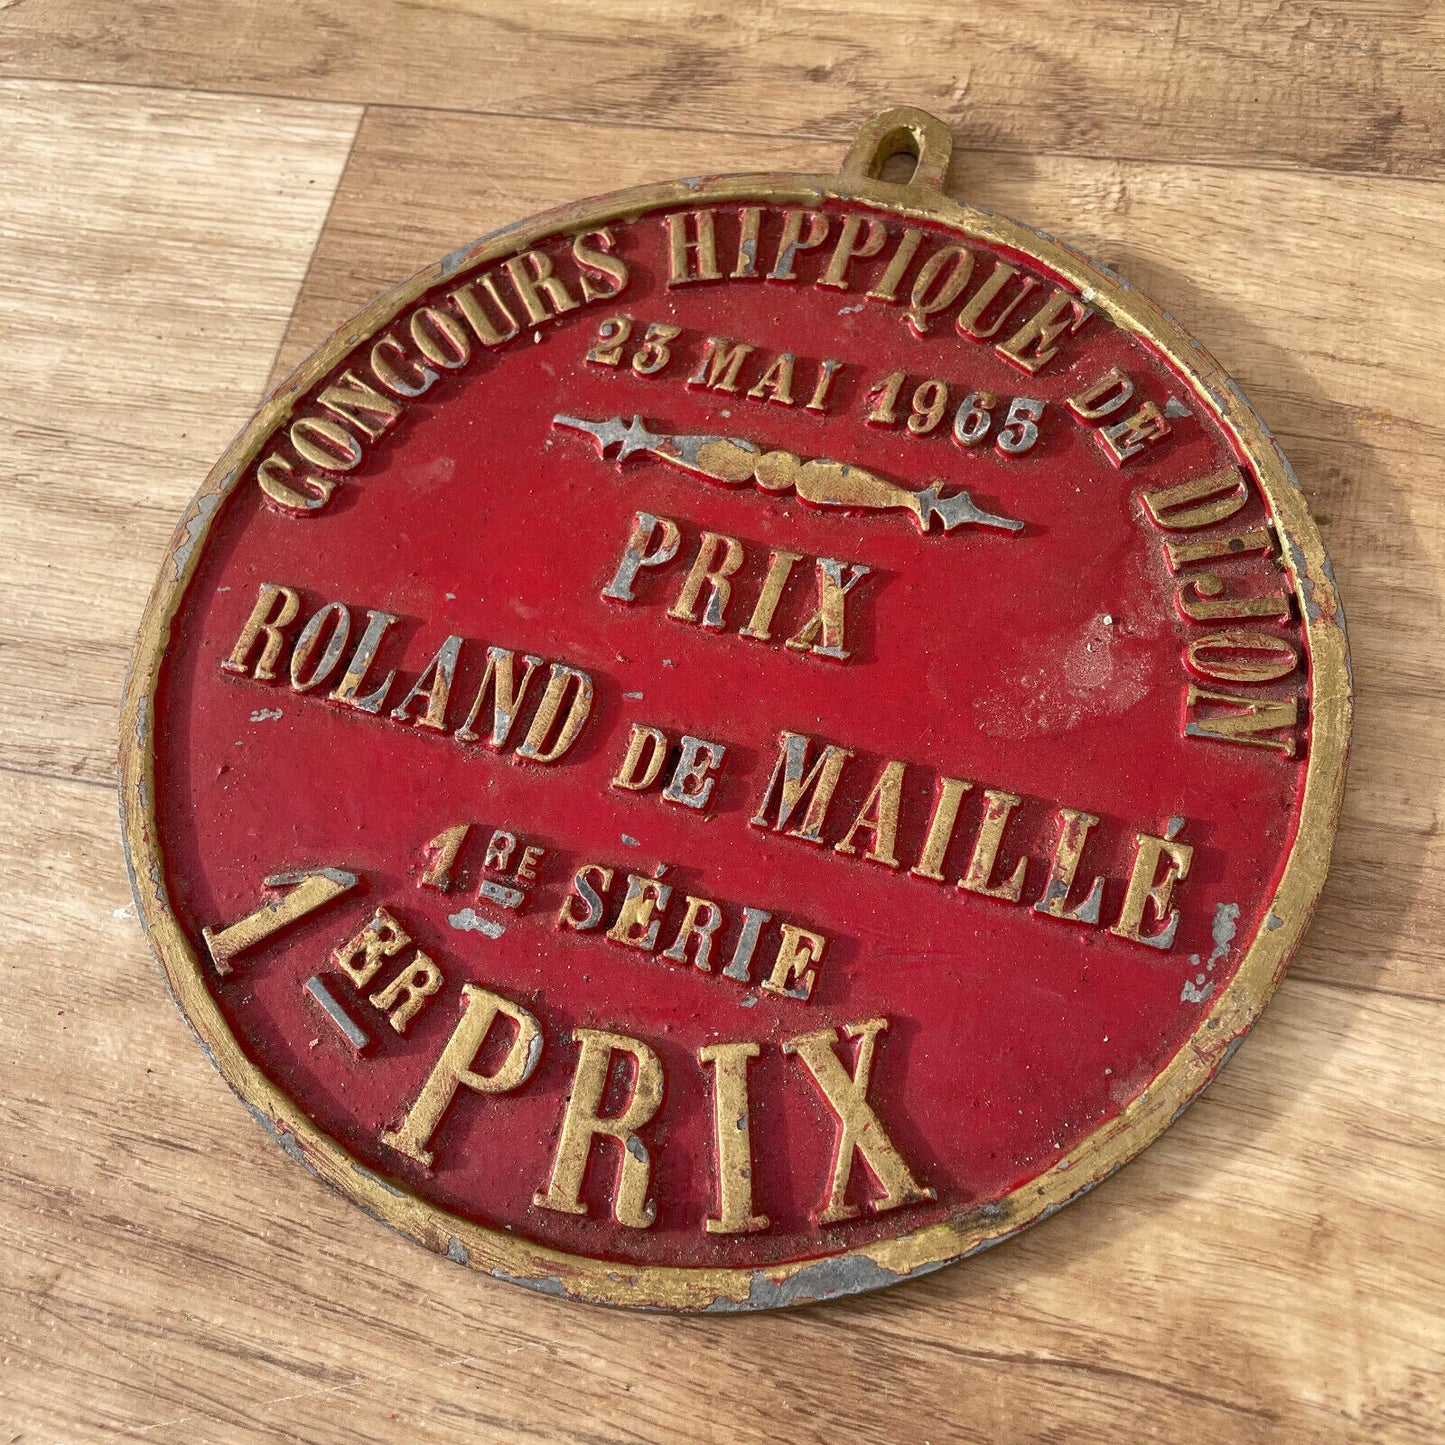 CONCOURS HIPPIQUE DE DIJON
23 MAI 1965
PRIX
ROLAND DE MAILLÉ
1RE SÉRIE
1ER PRIX